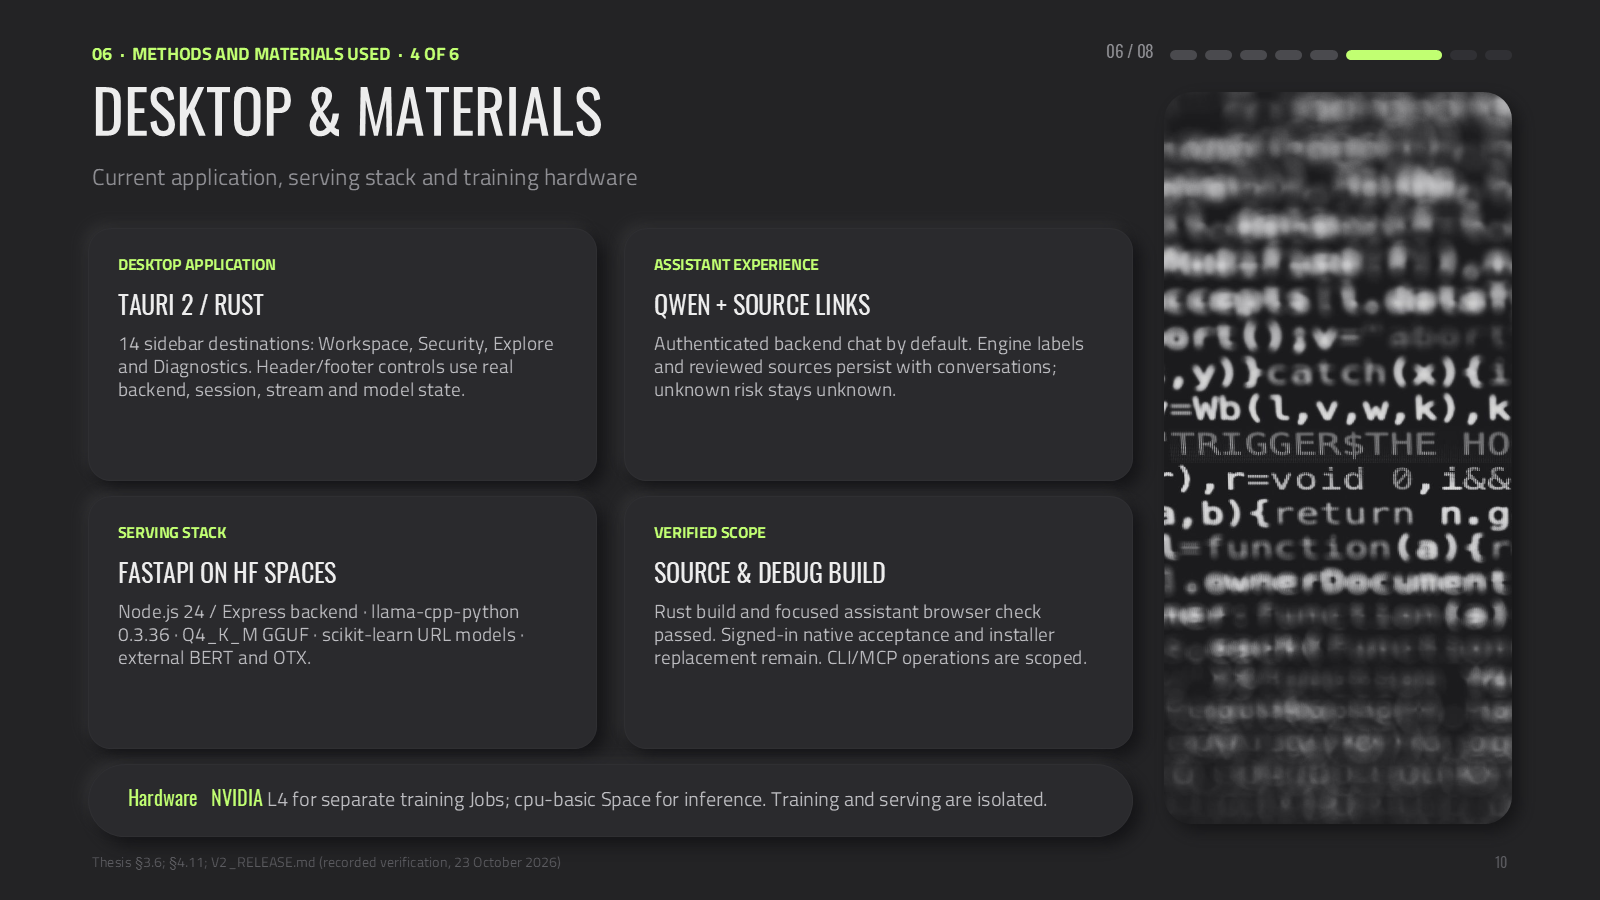 06 · METHODS AND MATERIALS USED · 4 OF 6
06 / 08
DESKTOP & MATERIALS
Current application, serving stack and training hardware
DESKTOP APPLICATION
TAURI 2 / RUST
14 sidebar destinations: Workspace, Security, Explore
and Diagnostics. Header/footer controls use real
backend, session, stream and model state.
ASSISTANT EXPERIENCE
QWEN + SOURCE LINKS
Authenticated backend chat by default. Engine labels
and reviewed sources persist with conversations;
unknown risk stays unknown.
SERVING STACK
FASTAPI ON HF SPACES
Node.js 24 / Express backend · llama-cpp-python
0.3.36 · Q4_K_M GGUF · scikit-learn URL models ·
external BERT and OTX.
VERIFIED SCOPE
SOURCE & DEBUG BUILD
Rust build and focused assistant browser check
passed. Signed-in native acceptance and installer
replacement remain. CLI/MCP operations are scoped.
Hardware NVIDIA L4 for separate training Jobs; cpu-basic Space for inference. Training and serving are isolated.
ort();v="abort
,y)}catch(x){i
=Wb(l,v,w,k),k
TRIGGER$THE HO
),r=void 0,i&&
a,b){return n.g
=function(a){r
.ownerDocument
Thesis §3.6; §4.11; V2_RELEASE.md (recorded verification, 23 October 2026)
10